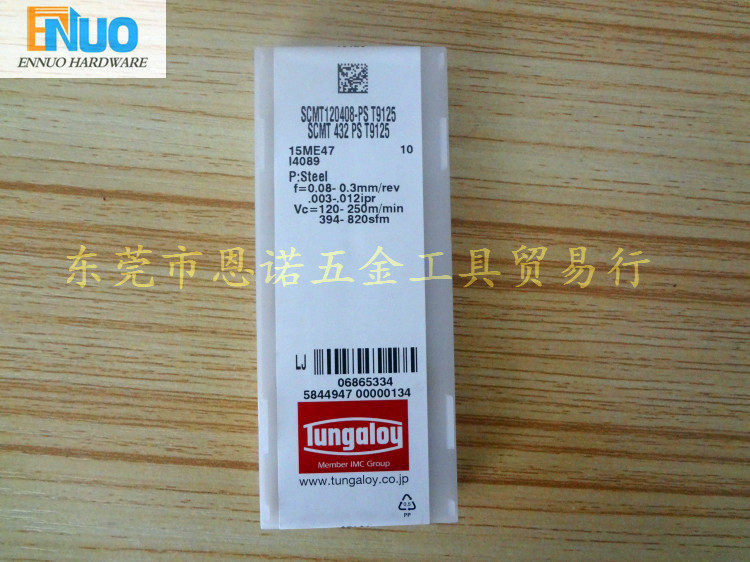 ENUO
ENNUO HARDWARE
SCMT120408-PS T9125
SCMT 432 PS T9125
15ME47 10
I4089
P:Steel
f=0.08- 0.3mm/rev
.003-.012ipr
Vc=120- 250m/min
394- 820sfm
东莞市恩诺五金工具贸易行
LJ
06865334
5844947 00000134
Tungaloy
Member IMC Group
www.tungaloy.co.jp
PP